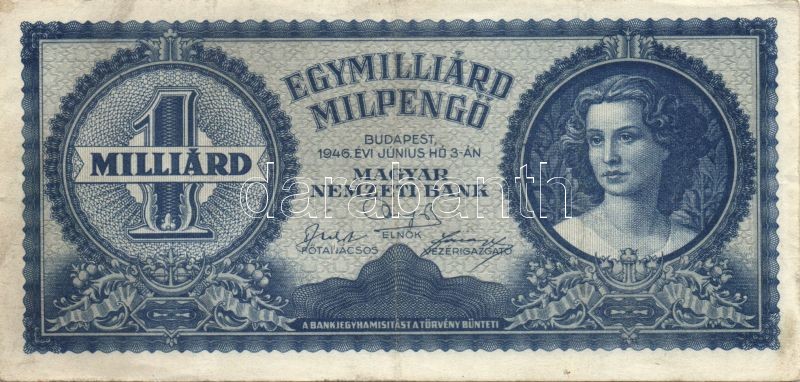 1
MILLIÁRD
EGYMILLIÁRD
MILPENGŐ
BUDAPEST,
1946. ÉVI JÚNIUS HÓ 3-ÁN
MAGYAR
NEMZETI BANK
darabanth
ELNÖK
FŐTANÁCSOS VEZÉRIGAZGATÓ
A BANKJEGYHAMISITÁST A TÖRVÉNY BÜNTETI